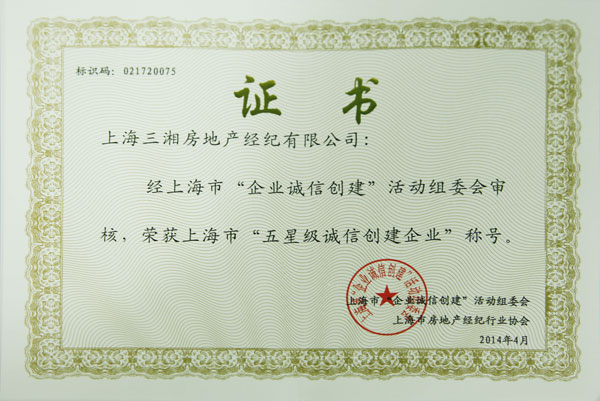 标识码：021720075
证 书
上海三湘房地产经纪有限公司：
经上海市“企业诚信创建”活动组委会审
核，荣获上海市“五星级诚信创建企业”称号。
上海市“企业诚信创建”活动组委会
上海市房地产经纪行业协会
2014年4月